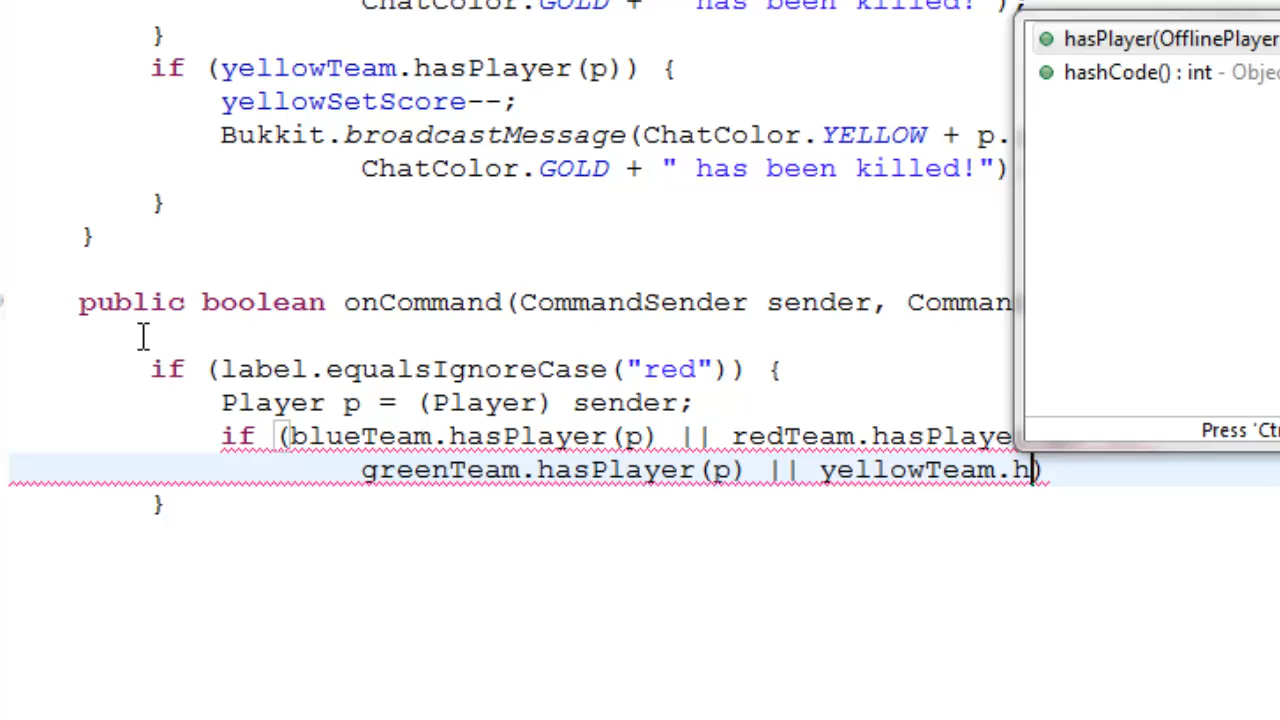 ChatColor.GOLD + " has been killed!");
}
if (yellowTeam.hasPlayer(p)) {
yellowSetScore--;
Bukkit.broadcastMessage(ChatColor.YELLOW + p.
ChatColor.GOLD + " has been killed!")
}
}
public boolean onCommand(CommandSender sender, Comman
if (label.equalsIgnoreCase("red")) {
Player p = (Player) sender;
if (blueTeam.hasPlayer(p) || redTeam.hasPlaye
greenTeam.hasPlayer(p) || yellowTeam.h)
}
hasPlayer(OfflinePlayer
hashCode() : int - Objec
Press 'Ctr